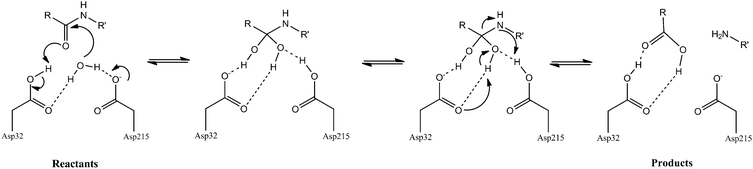 R
H
N
R'
O
H
O
H
O
H
O
O⁻
O
Asp32
Asp215
Reactants
R
H
N
R'
O
O
H
H
H
O
O
O
O
Asp32
Asp215
R
H
N
R'
O
O
H
H
H
O
O
O
O
Asp32
Asp215
R
H₂N
R'
O
O
H
H
O
O
O⁻
O
Asp32
Asp215
Products